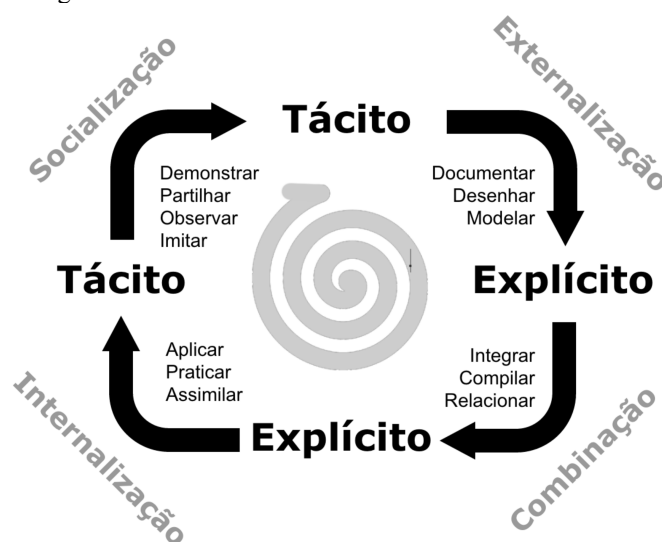 Socialização
Externalização
Tácito
Demonstrar
Partilhar
Observar
Imitar
Documentar
Desenhar
Modelar
Tácito
Explícito
Aplicar
Praticar
Assimilar
Integrar
Compilar
Relacionar
Explícito
Internalização
Combinação